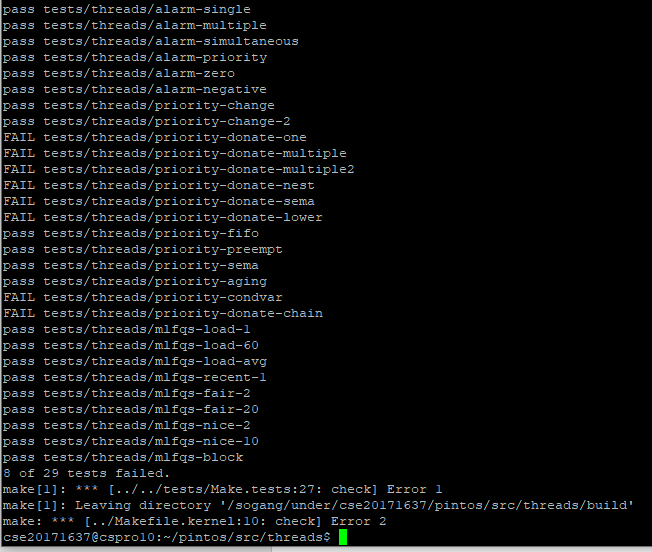 pass tests/threads/alarm-single
pass tests/threads/alarm-multiple
pass tests/threads/alarm-simultaneous
pass tests/threads/alarm-priority
pass tests/threads/alarm-zero
pass tests/threads/alarm-negative
pass tests/threads/priority-change
pass tests/threads/priority-change-2
FAIL tests/threads/priority-donate-one
FAIL tests/threads/priority-donate-multiple
FAIL tests/threads/priority-donate-multiple2
FAIL tests/threads/priority-donate-nest
FAIL tests/threads/priority-donate-sema
FAIL tests/threads/priority-donate-lower
pass tests/threads/priority-fifo
pass tests/threads/priority-preempt
pass tests/threads/priority-sema
pass tests/threads/priority-aging
FAIL tests/threads/priority-condvar
FAIL tests/threads/priority-donate-chain
pass tests/threads/mlfqs-load-1
pass tests/threads/mlfqs-load-60
pass tests/threads/mlfqs-load-avg
pass tests/threads/mlfqs-recent-1
pass tests/threads/mlfqs-fair-2
pass tests/threads/mlfqs-fair-20
pass tests/threads/mlfqs-nice-2
pass tests/threads/mlfqs-nice-10
pass tests/threads/mlfqs-block
8 of 29 tests failed.
make[1]: *** [../../tests/Make.tests:27: check] Error 1
make[1]: Leaving directory '/sogang/under/cse20171637/pintos/src/threads/build'
make: *** [../Makefile.kernel:10: check] Error 2
cse20171637@cspro10:~/pintos/src/threads$